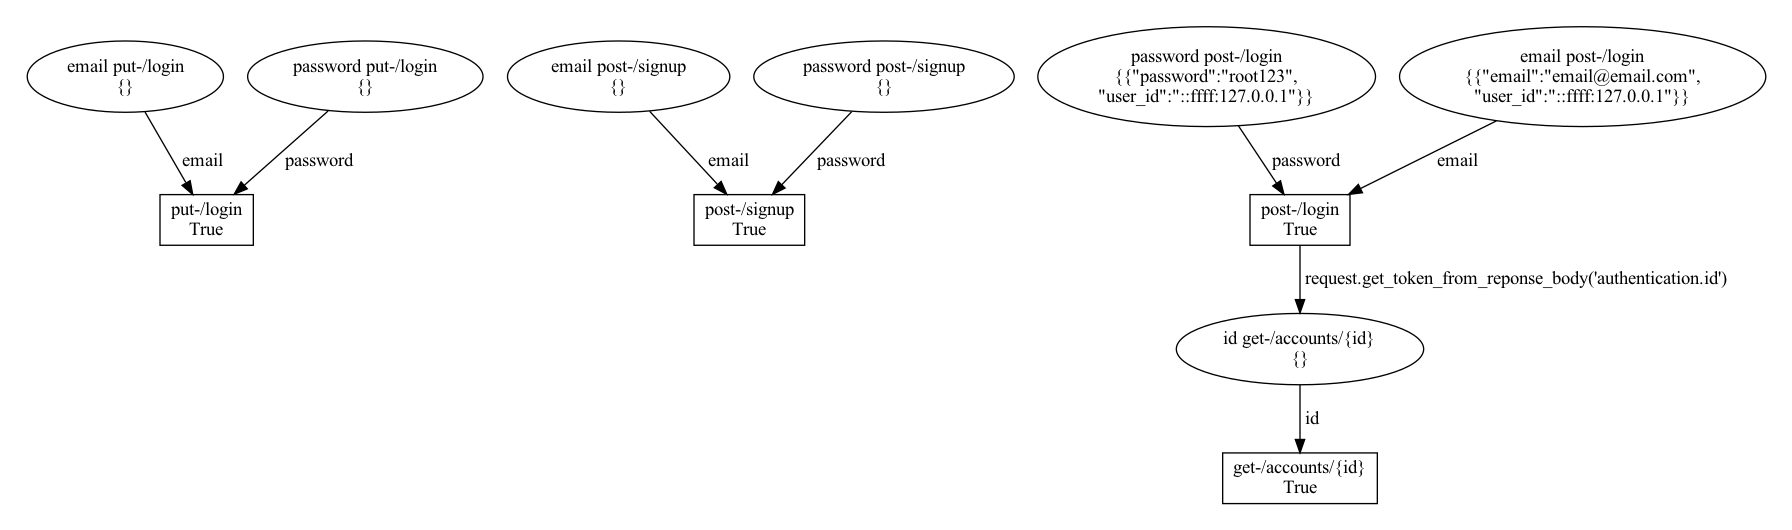 email put-/login
{}
password put-/login
{}
email post-/signup
{}
password post-/signup
{}
password post-/login
{{"password":"root123",
"user_id":"::ffff:127.0.0.1"}}
email post-/login
{{"email":"email@email.com",
"user_id":"::ffff:127.0.0.1"}}
email
password
email
password
password
email
put-/login
True
post-/signup
True
post-/login
True
request.get_token_from_reponse_body('authentication.id')
id get-/accounts/{id}
{}
id
get-/accounts/{id}
True